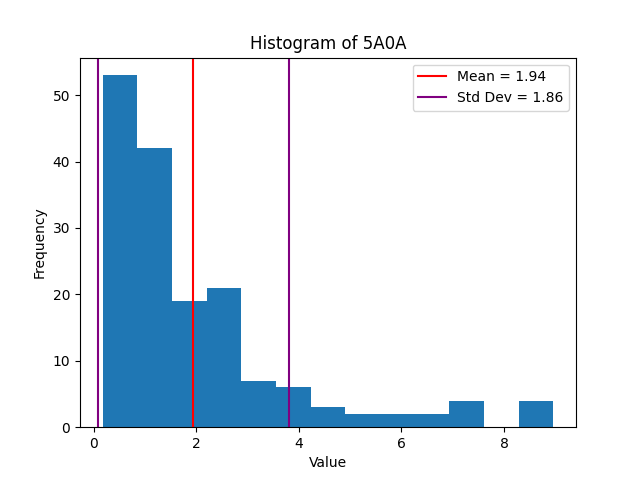 Histogram of 5A0A
Mean = 1.94
Std Dev = 1.86
Frequency
50
40
30
20
10
0
0 2 4 6 8
Value